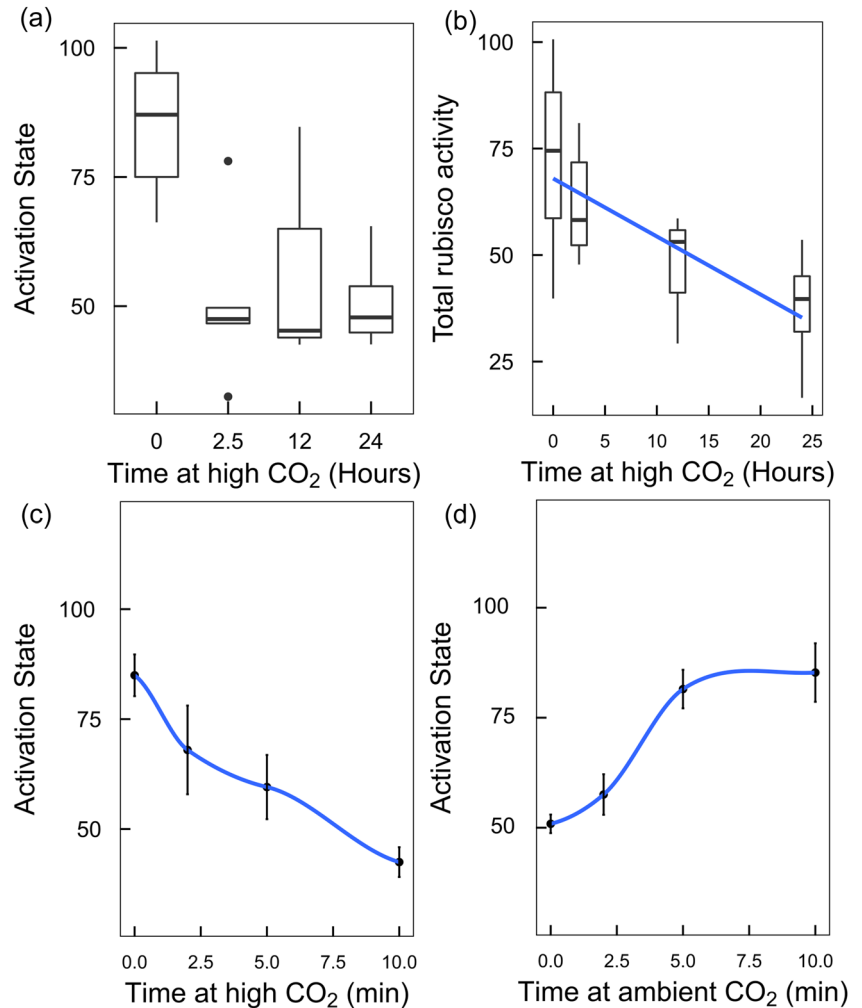 (a)
Activation State
100
75
50
0 2.5 12 24
Time at high CO₂ (Hours)
(b)
Total rubisco activity
100
75
50
25
0 5 10 15 20 25
Time at high CO₂ (Hours)
(c)
Activation State
100
75
50
0.0 2.5 5.0 7.5 10.0
Time at high CO₂ (min)
(d)
Activation State
100
75
50
0.0 2.5 5.0 7.5 10.0
Time at ambient CO₂ (min)